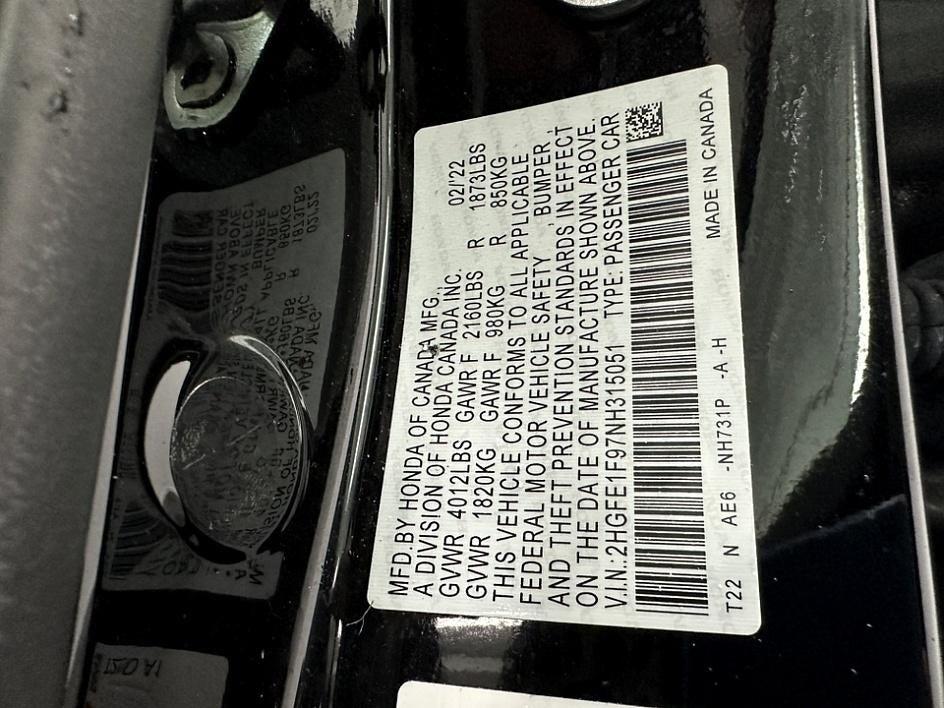 MFD.BY HONDA OF CANADA MFG., 02/'22
A DIVISION OF HONDA CANADA INC.
GVWR 4012LBS GAWR F 2160LBS R 1873LBS
GVWR 1820KG GAWR F 980KG R 850KG
THIS VEHICLE CONFORMS TO ALL APPLICABLE
FEDERAL MOTOR VEHICLE SAFETY , BUMPER ,
AND THEFT PREVENTION STANDARDS IN EFFECT
ON THE DATE OF MANUFACTURE SHOWN ABOVE.
V.I.N.:2HGFE1F97NH315051 TYPE: PASSENGER CAR
T22 N AE6 -NH731P -A -H MADE IN CANADA